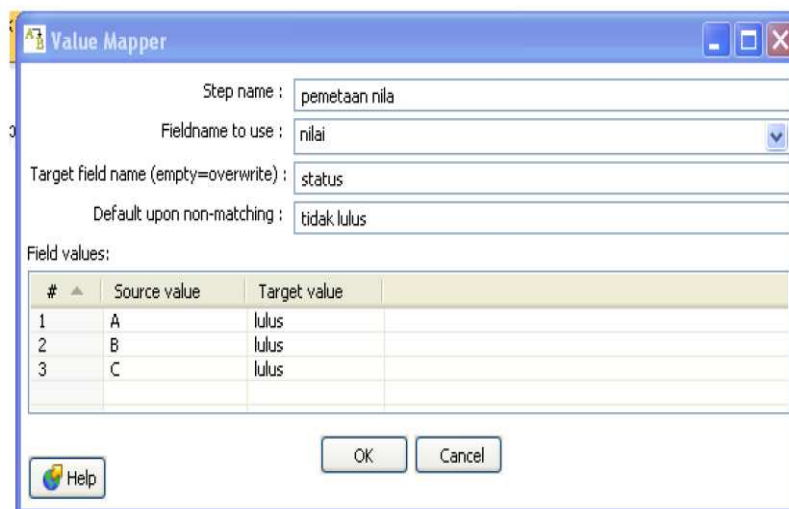 Value Mapper
Step name : pemetaan nila
Fieldname to use : nilai
Target field name (empty=overwrite) : status
Default upon non-matching : tidak lulus
Field values:
# Source value Target value
1 A lulus
2 B lulus
3 C lulus
OK Cancel
Help